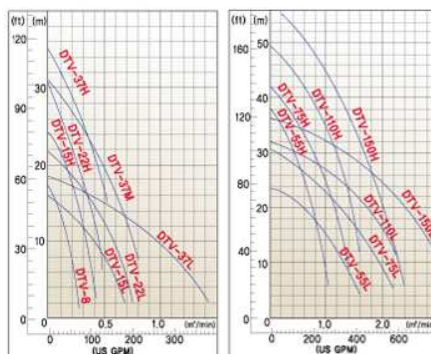 (ft) (m)
120
30
DTV-37H
90
DTV-15H
DTV-22H
20
60
DTV-37M
DTV-37L
10
30
DTV-8
DTV-15L
DTV-22L
0 0
0 0.5 1.0 (㎥/min)
0 100 200 300
(US GPM)
(ft) (m)
160 50
40
120
DTV-75H
DTV-55H
DTV-110H
DTV-150H
30
80
20
DTV-150L
DTV-110L
DTV-75L
DTV-55L
40
10
0 0
0 1.0 2.0 (㎥/min)
0 200 400 600
(US GPM)